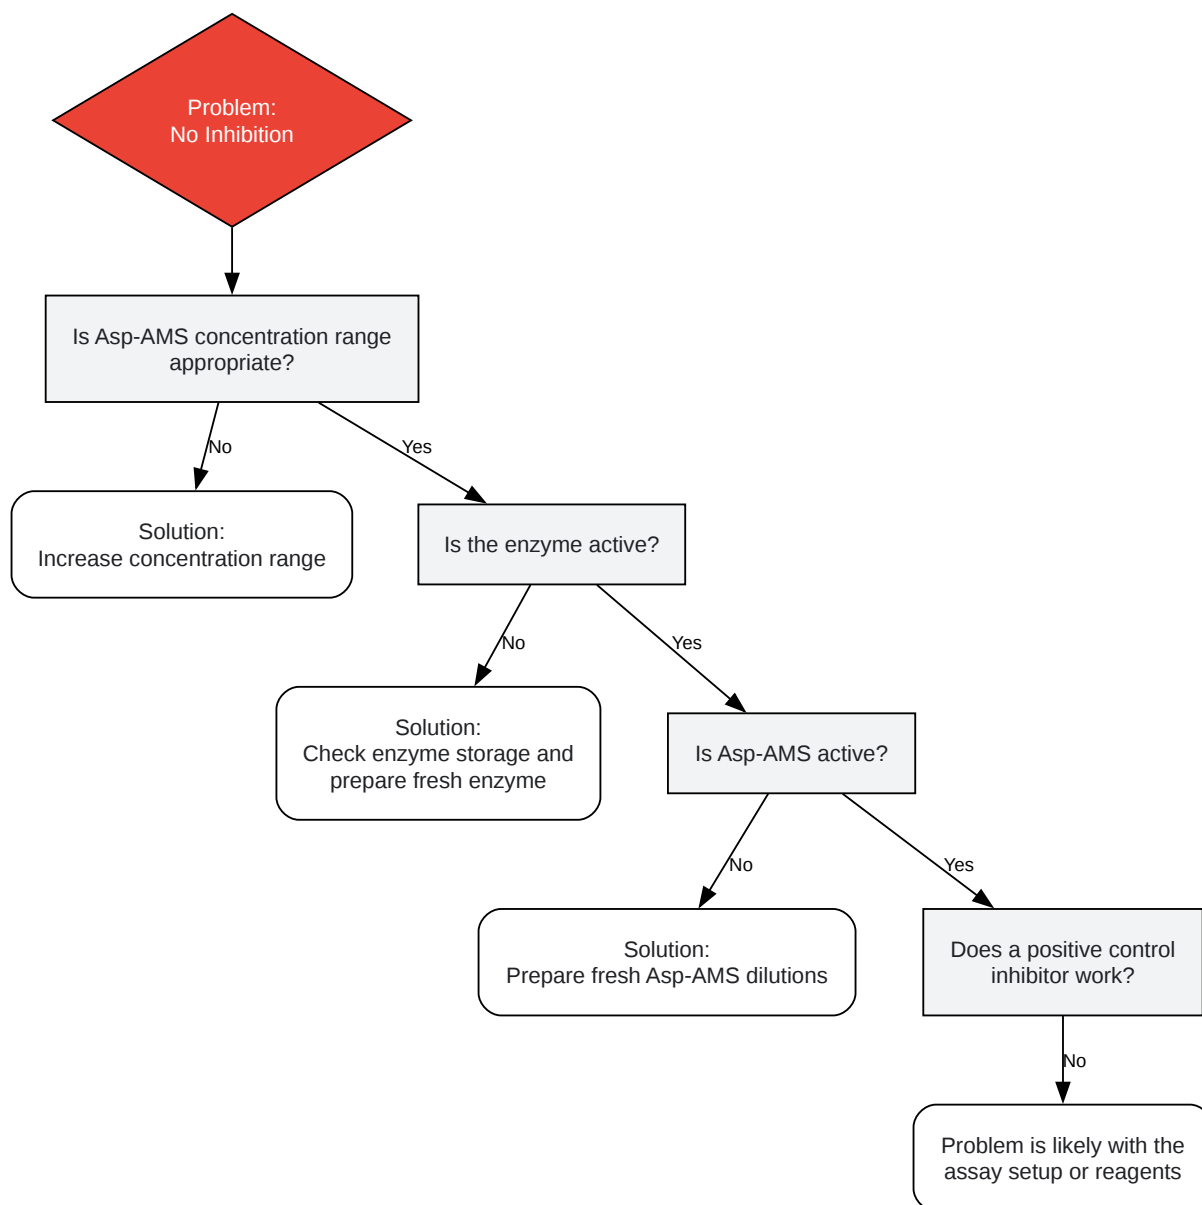 Problem:
No Inhibition
Is Asp-AMS concentration range
appropriate?
No
Yes
Solution:
Increase concentration range
Is the enzyme active?
No
Yes
Solution:
Check enzyme storage and
prepare fresh enzyme
Is Asp-AMS active?
No
Yes
Solution:
Prepare fresh Asp-AMS dilutions
Does a positive control
inhibitor work?
No
Problem is likely with the
assay setup or reagents